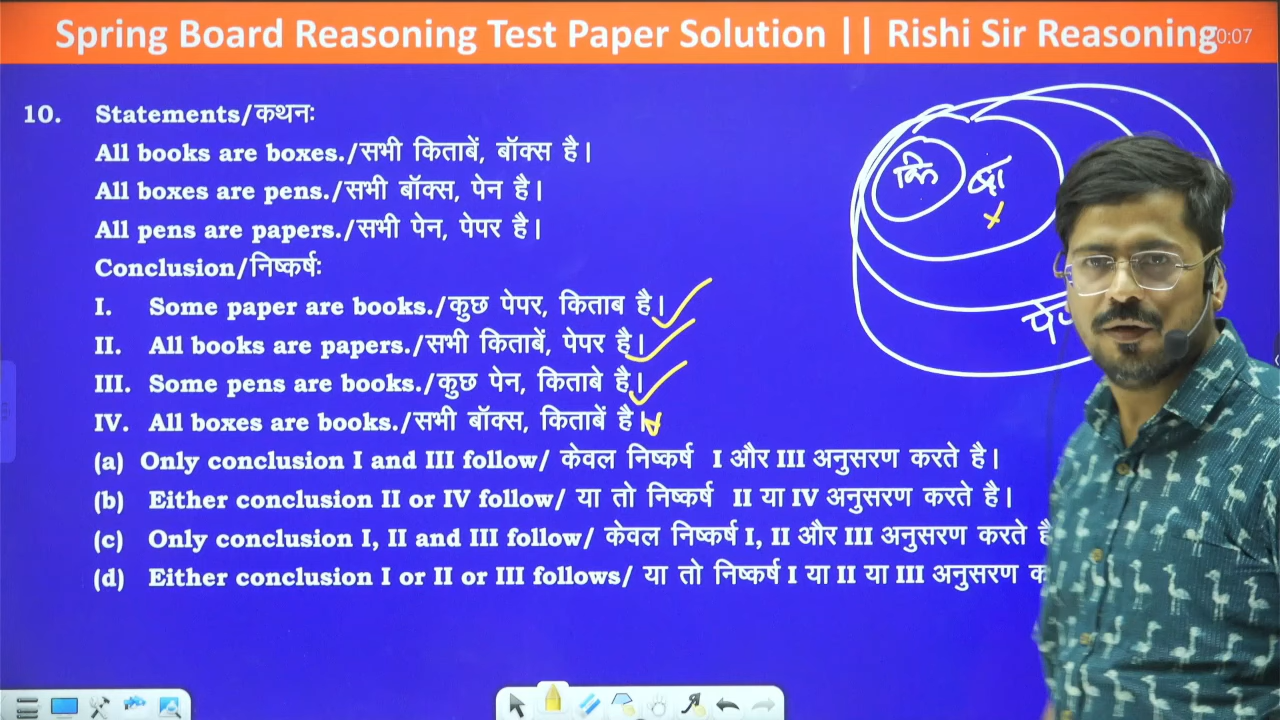 Spring Board Reasoning Test Paper Solution || Rishi Sir Reasoning
0:07
10. Statements/कथनः
All books are boxes./सभी किताबें, बॉक्स है।
All boxes are pens./सभी बॉक्स, पेन है।
All pens are papers./सभी पेन, पेपर है।
Conclusion/निष्कर्षः
I. Some paper are books./कुछ पेपर, किताब है।
II. All books are papers./सभी किताबें, पेपर है।
III. Some pens are books./कुछ पेन, किताबे है।
IV. All boxes are books./सभी बॉक्स, किताबें है।
(a) Only conclusion I and III follow/ केवल निष्कर्ष I और III अनुसरण करते है।
(b) Either conclusion II or IV follow/ या तो निष्कर्ष II या IV अनुसरण करते है।
(c) Only conclusion I, II and III follow/ केवल निष्कर्ष I, II और III अनुसरण करते है
(d) Either conclusion I or II or III follows/ या तो निष्कर्ष I या II या III अनुसरण
कि
बॉ